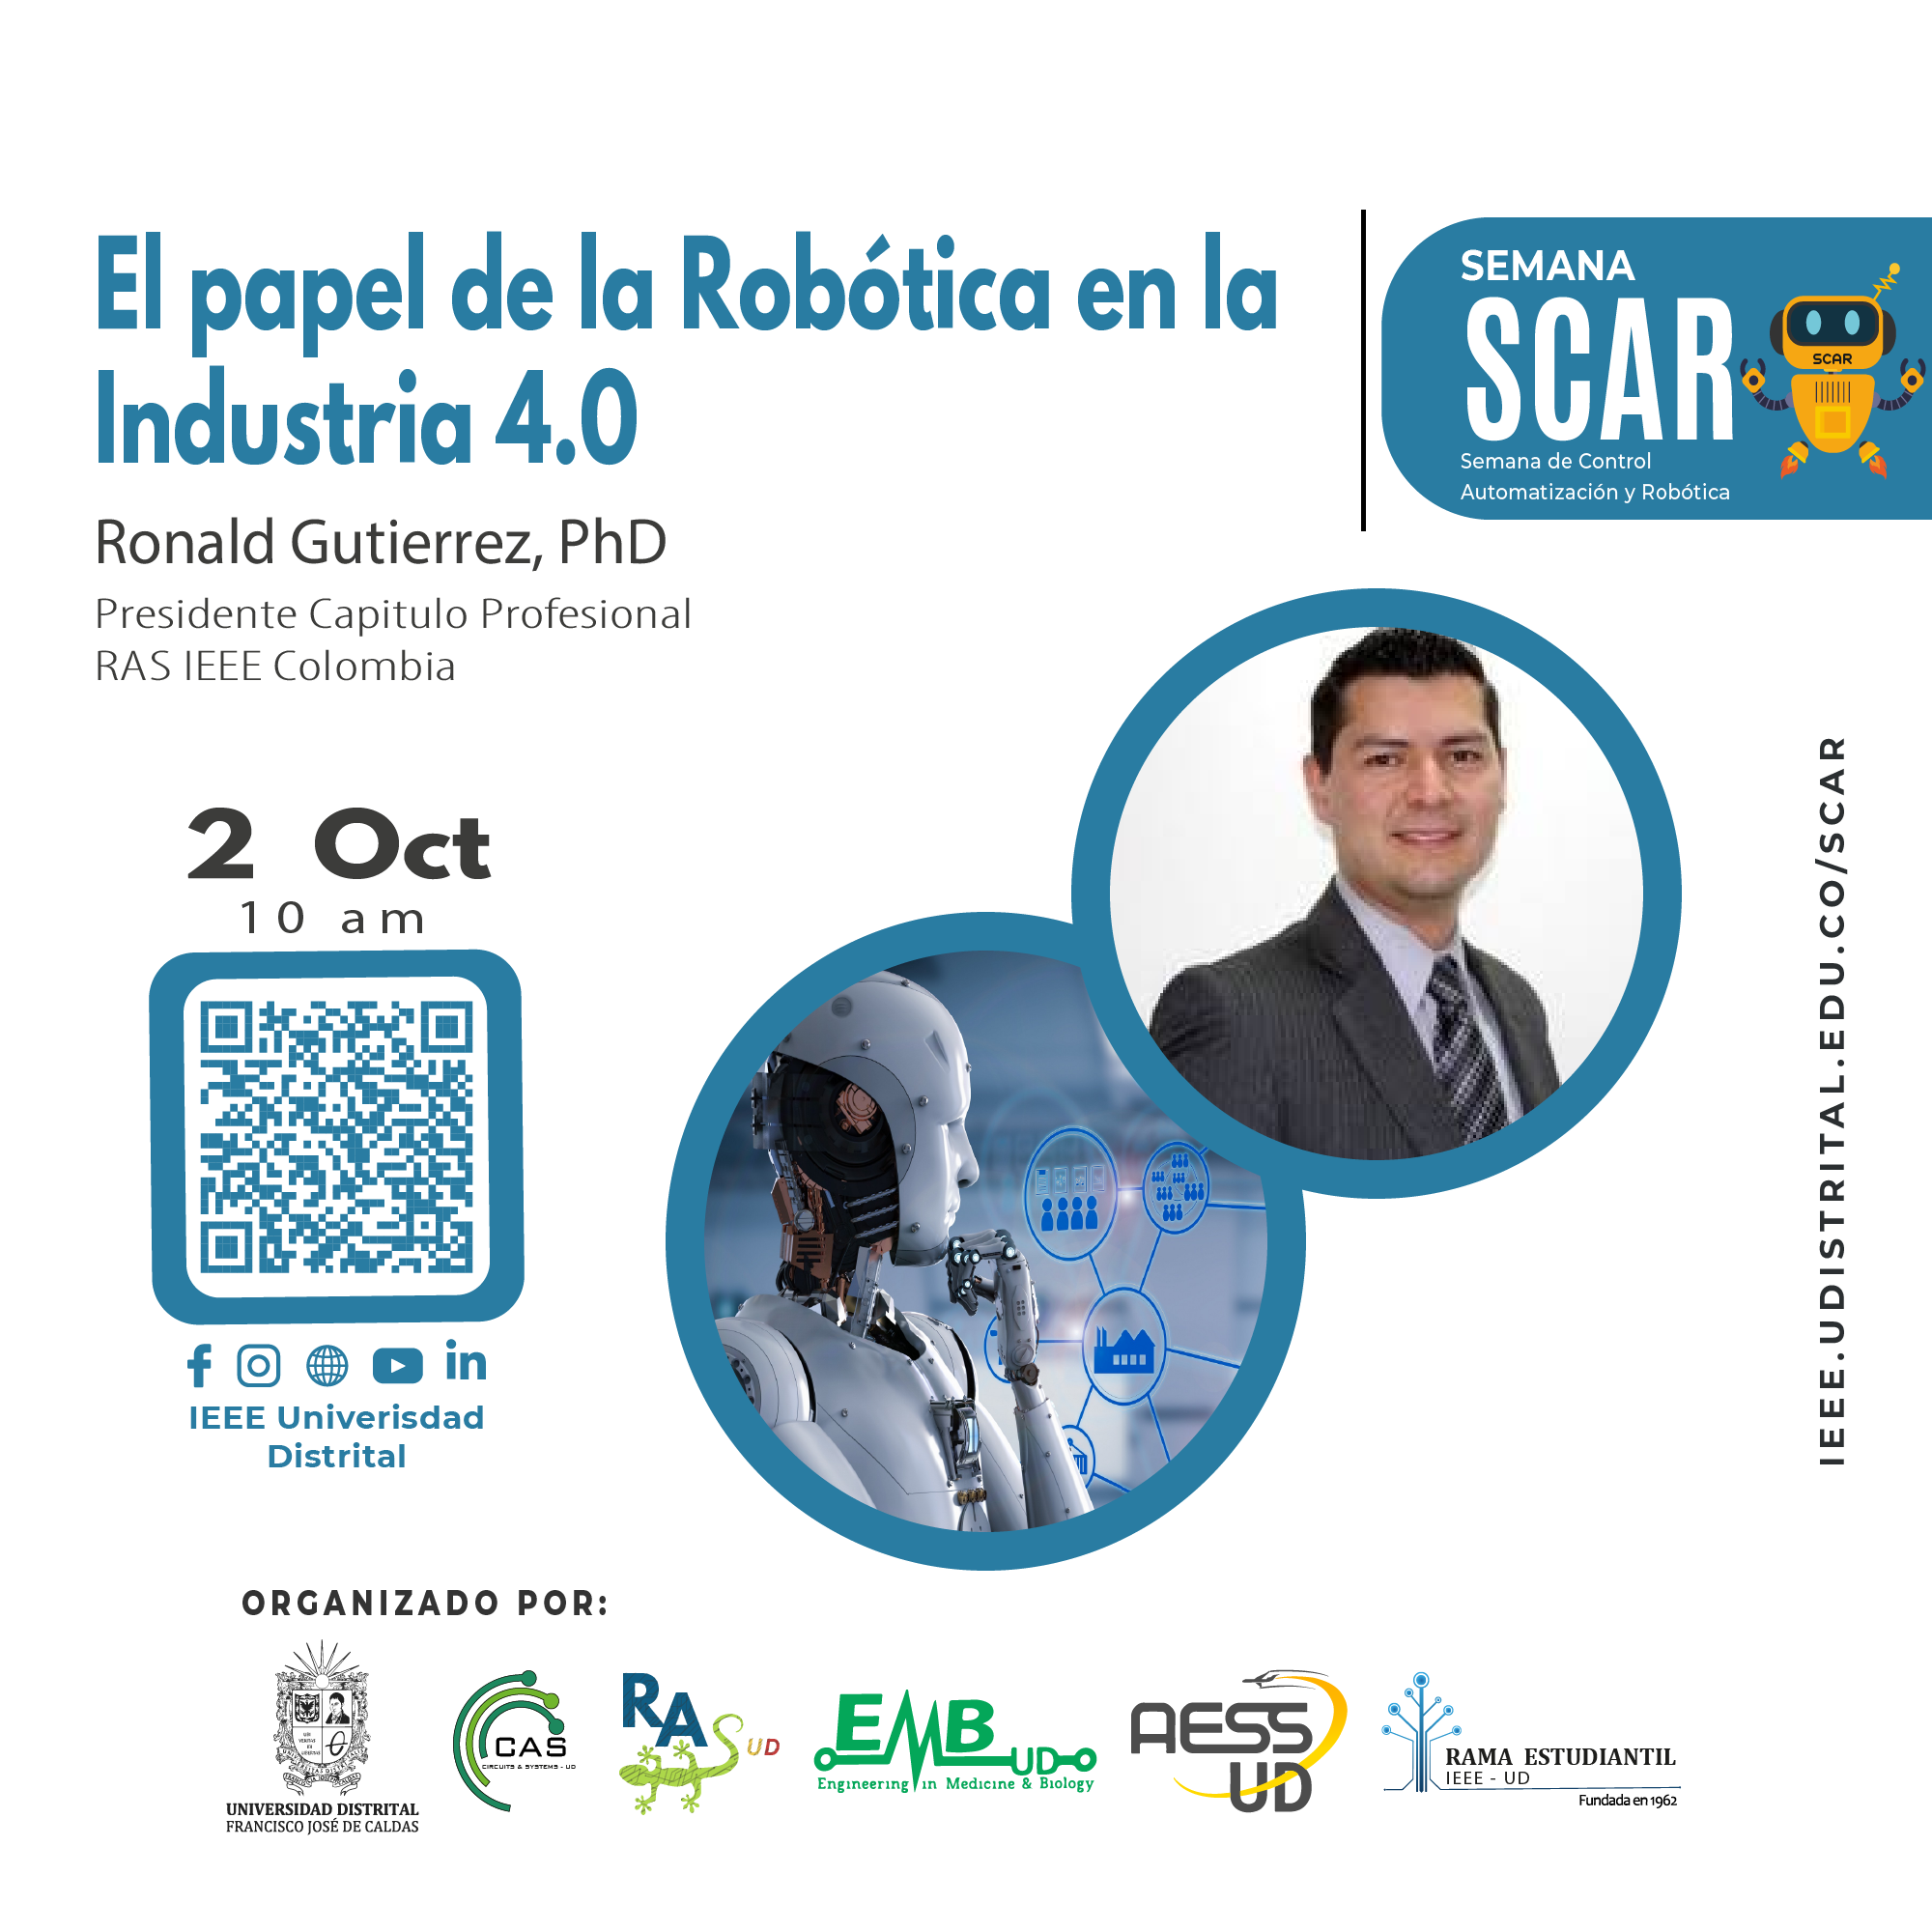 El papel de la Robótica en la
Industria 4.0
Ronald Gutierrez, PhD
Presidente Capitulo Profesional
RAS IEEE Colombia
SEMANA
SCAR
Semana de Control
Automatización y Robótica
SCAR
2 Oct
10 am
IEEE Univerisdad
Distrital
IEEE.UDISTRITAL.EDU.CO/SCAR
ORGANIZADO POR:
UNIVERSIDAD DISTRITAL
FRANCISCO JOSÉ DE CALDAS
CAS
CIRCUITS & SYSTEMS - UD
RAS UD
EMB UD
Engineering in Medicine & Biology
AESS
UD
RAMA ESTUDIANTIL
IEEE - UD
Fundada en 1962